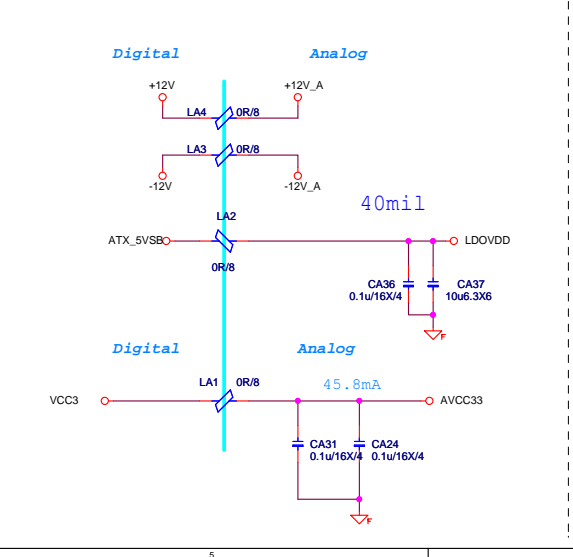 Digital Analog
+12V +12V_A
LA4 0R/8
LA3 0R/8
-12V -12V_A
40mil
LA2
ATX_5VSB LDOVDD
0R/8
CA36 CA37
0.1u/16X/4 10u6.3X6
F
Digital Analog
LA1 0R/8 45.8mA
VCC3 AVCC33
CA31 CA24
0.1u/16X/4 0.1u/16X/4
F
5